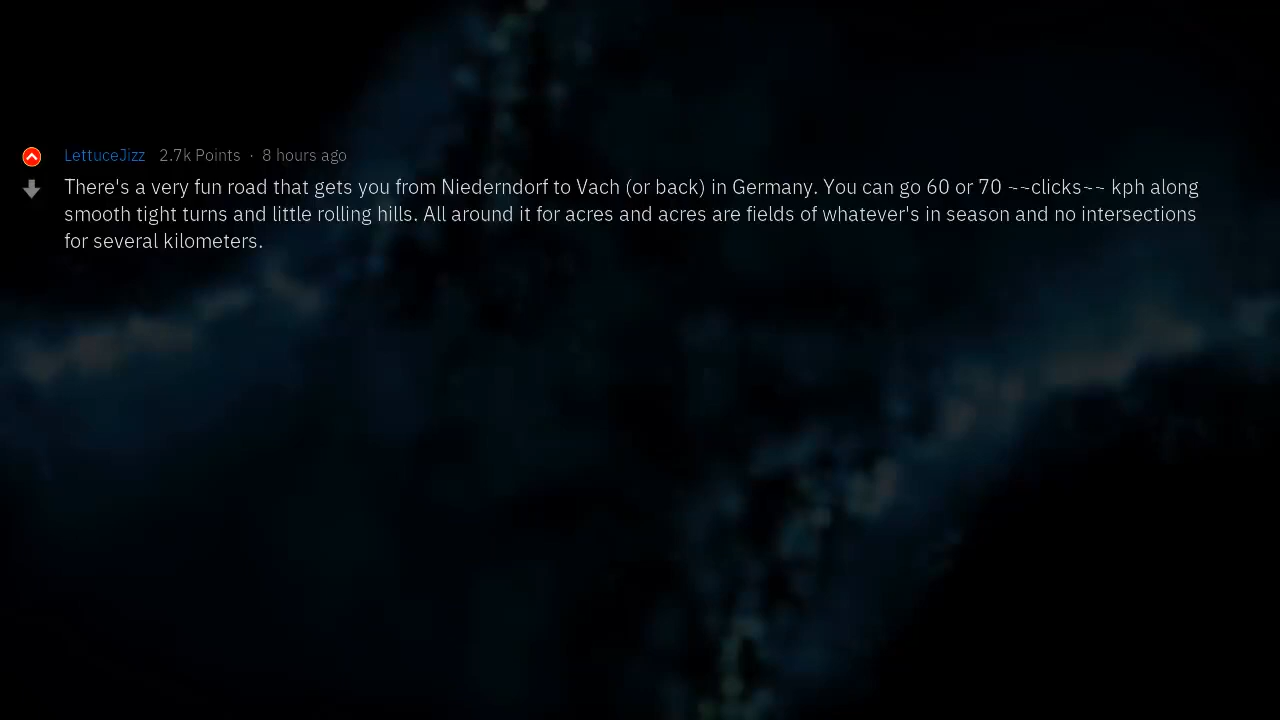 LettuceJizz 2.7k Points · 8 hours ago
There's a very fun road that gets you from Niederndorf to Vach (or back) in Germany. You can go 60 or 70 ~~clicks~~ kph along
smooth tight turns and little rolling hills. All around it for acres and acres are fields of whatever's in season and no intersections
for several kilometers.